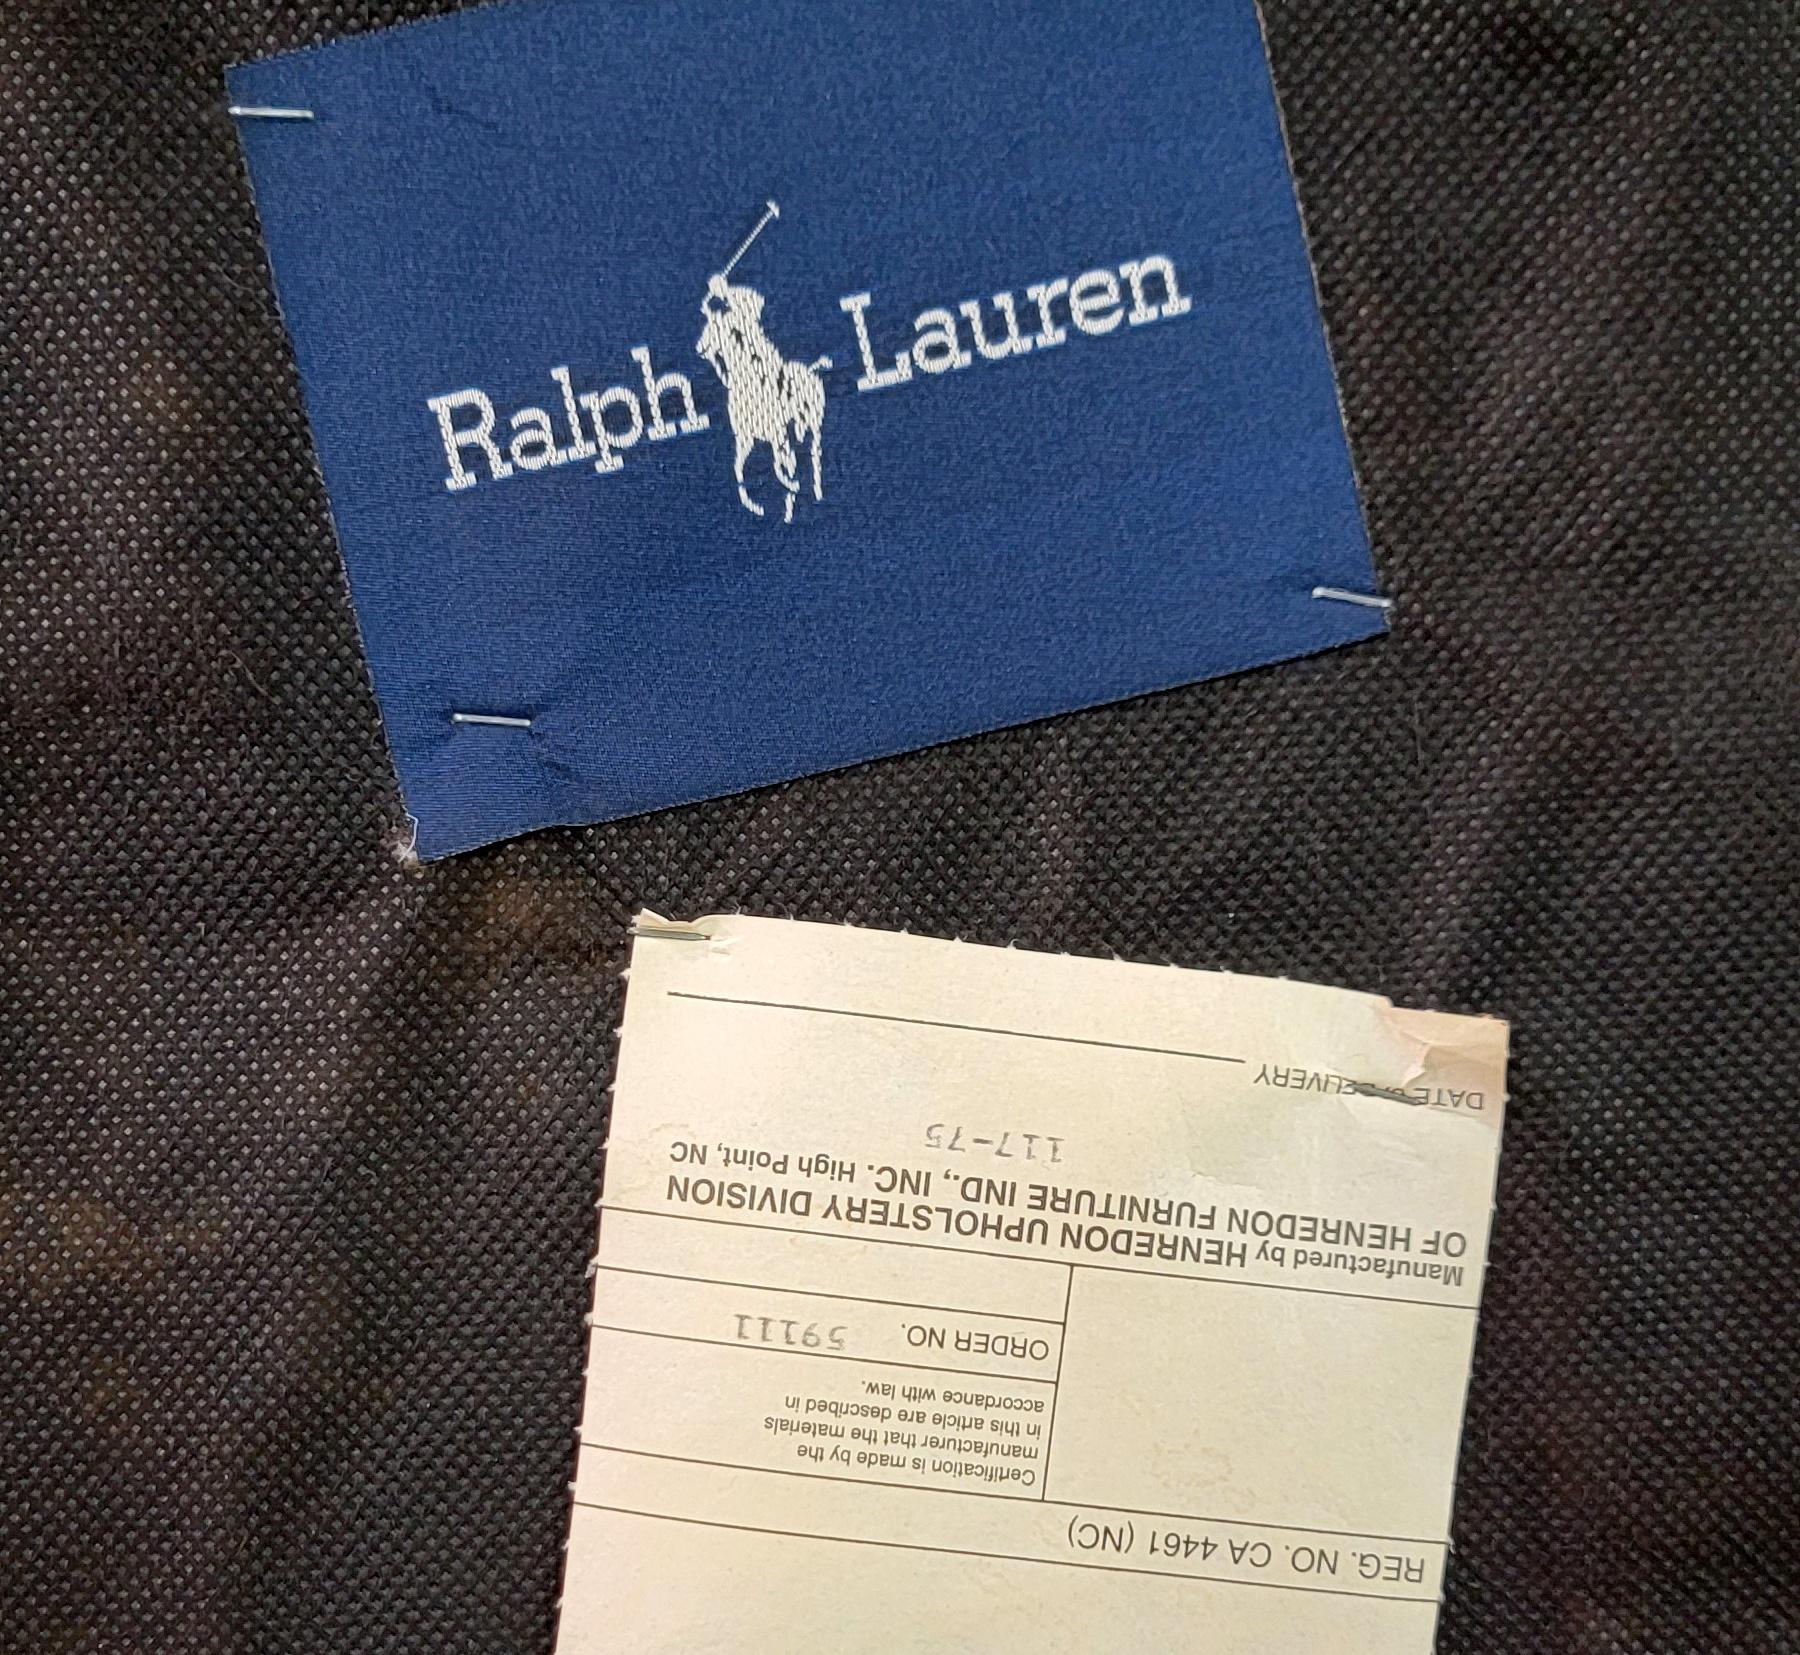 Ralph Lauren
REG. NO. CA 4461 (NC)
Certification is made by the
manufacturer that the materials
in this article are described in
accordance with law.
ORDER NO. 59111
Manufactured by HENREDON UPHOLSTERY DIVISION
OF HENREDON FURNITURE IND., INC. High Point, NC
117-75
DATE DELIVERY